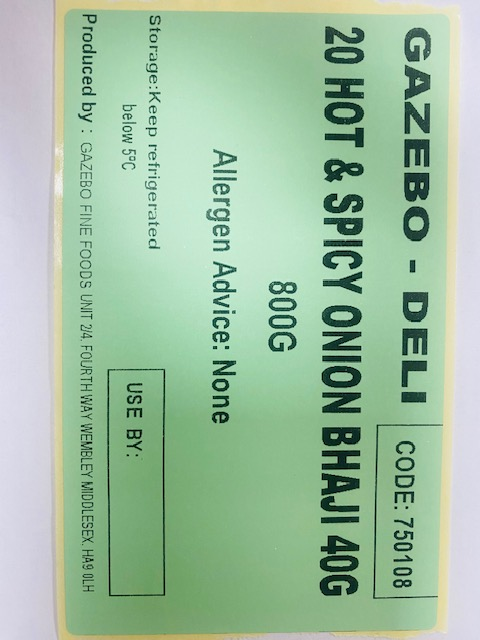 GAZEBO - DELI
CODE: 750108
20 HOT & SPICY ONION BHAJI 40G
800G
Allergen Advice: None
Storage:Keep refrigerated
below 5°C
USE BY:
Produced by : GAZEBO FINE FOODS UNIT 2/4, FOURTH WAY WEMBLEY MIDDLESEX. HA9 0LH